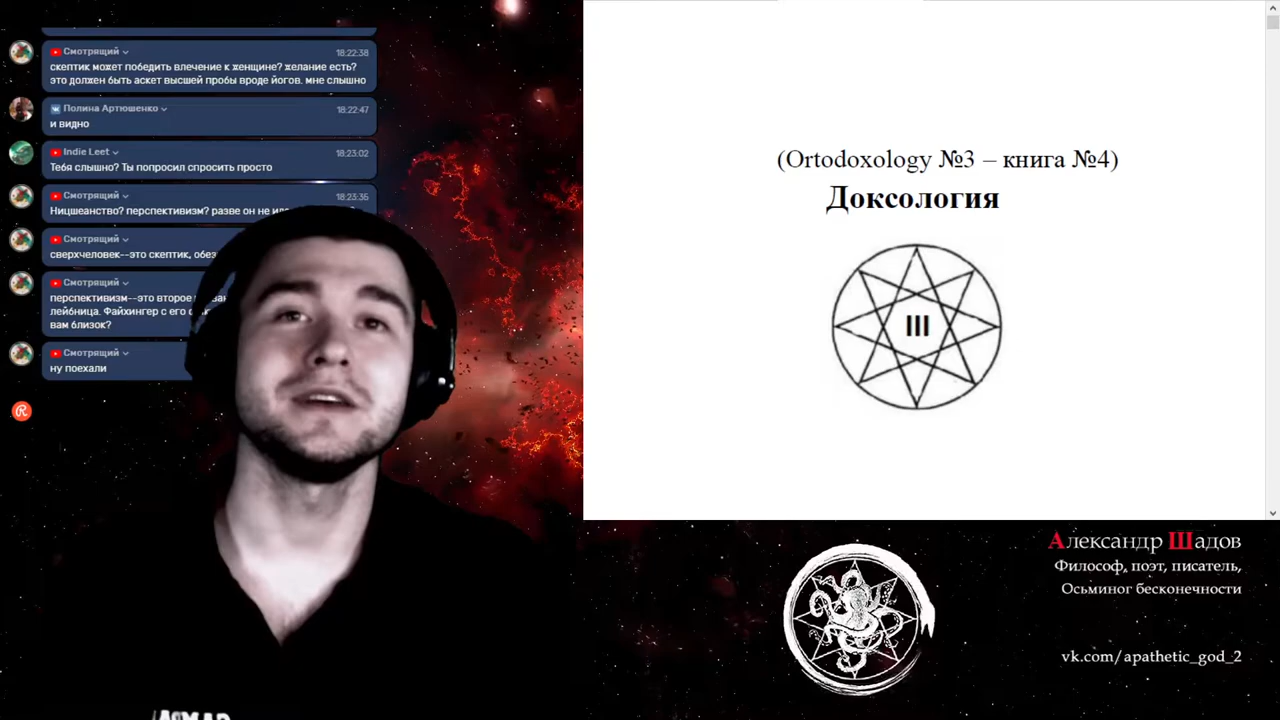 Смотрящий
18:22:38
скептик может победить влечение к женщине? желание есть?
это должен быть аскет высшей пробы вроде йогов. мне слышно
Полина Артюшенко
18:22:47
и видно
Indie Leet
18:23:02
Тебя слышно? Ты попросил спросить просто
Смотрящий
18:23:35
Ницшеанство? перспективизм? разве он не
Смотрящий
сверхчеловек--это скептик,
Смотрящий
перспективизм--это второе
лейбница. Файхингер с его
вам близок?
Смотрящий
ну поехали
(Ortodoxology №3 – книга №4)
Доксология
III
Александр Шадов
Философ, поэт, писатель,
Осьминог бесконечности
vk.com/apathetic_god_2